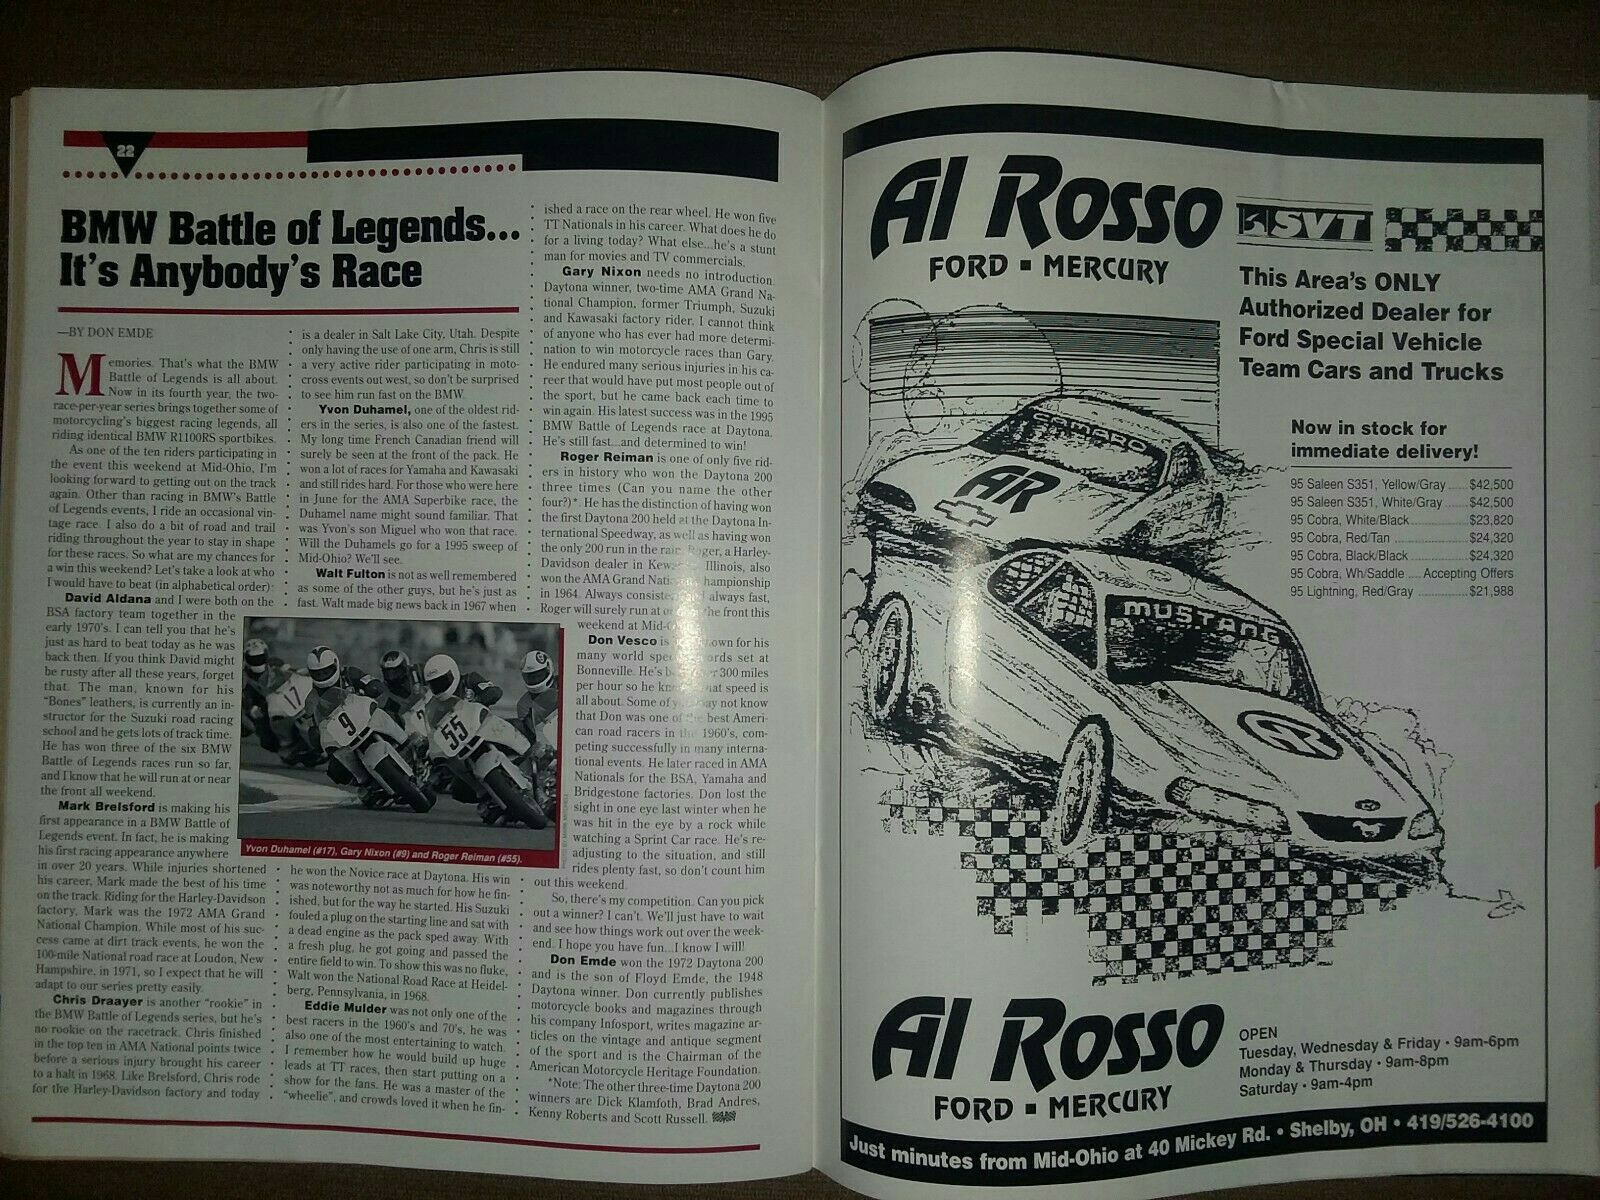 22
BMW Battle of Legends...
It's Anybody's Race
—BY DON EMDE
Memories. That's what the BMW
Battle of Legends is all about.
Now in its fourth year, the two-
race-per-year series brings together some of
motorcycling's biggest racing legends, all
riding identical BMW R1100RS sportbikes.
As one of the ten riders participating in
the event this weekend at Mid-Ohio, I'm
looking forward to getting out on the track
again. Other than racing in BMW's Battle
of Legends events, I ride an occasional vin-
tage race. I also do a bit of road and trail
riding throughout the year to stay in shape
for these races. So what are my chances for
a win this weekend? Let's take a look at who
I would have to beat (in alphabetical order):
David Aldana and I were both on the
BSA factory team together in the
early 1970's. I can tell you that he's
just as hard to beat today as he was
back then. If you think David might
be rusty after all these years, forget
that. The man, known for his
"Bones" leathers, is currently an in-
structor for the Suzuki road racing
school and he gets lots of track time.
He has won three of the six BMW
Battle of Legends races run so far,
and I know that he will run at or near
the front all weekend.
Mark Brelsford is making his
first appearance in a BMW Battle of
Legends event. In fact, he is making
his first racing appearance anywhere
in over 20 years. While injuries shortened
his career, Mark made the best of his time
on the track. Riding for the Harley-Davidson
factory, Mark was the 1972 AMA Grand
National Champion. While most of his suc-
cess came at dirt track events, he won the
100-mile National road race at Loudon, New
Hampshire, in 1971, so I expect that he will
adapt to our series pretty easily.
Chris Draayer is another "rookie" in
the BMW Battle of Legends series, but he's
no rookie on the racetrack. Chris finished
in the top ten in AMA National points twice
before a serious injury brought his career
to a halt in 1968. Like Brelsford, Chris rode
for the Harley-Davidson factory and today
is a dealer in Salt Lake City, Utah. Despite
only having the use of one arm, Chris is still
a very active rider participating in moto-
cross events out west, so don't be surprised
to see him run fast on the BMW.
Yvon Duhamel, one of the oldest rid-
ers in the series, is also one of the fastest.
My long time French Canadian friend will
surely be seen at the front of the pack. He
won a lot of races for Yamaha and Kawasaki
and still rides hard. For those who were here
in June for the AMA Superbike race, the
Duhamel name might sound familiar. That
was Yvon's son Miguel who won that race.
Will the Duhamels go for a 1995 sweep of
Mid-Ohio? We'll see.
Walt Fulton is not as well remembered
as some of the other guys, but he's just as
fast. Walt made big news back in 1967 when
17
9
2
55
Yvon Duhamel (#17), Gary Nixon (#9) and Roger Reiman (#55).
he won the Novice race at Daytona. His win
was noteworthy not as much for how he fin-
ished, but for the way he started. His Suzuki
fouled a plug on the starting line and sat with
a dead engine as the pack sped away. With
a fresh plug, he got going and passed the
entire field to win. To show this was no fluke,
Walt won the National Road Race at Heidel-
berg, Pennsylvania, in 1968.
Eddie Mulder was not only one of the
best racers in the 1960's and 70's, he was
also one of the most entertaining to watch.
I remember how he would build up huge
leads at TT races, then start putting on a
show for the fans. He was a master of the
"wheelie", and crowds loved it when he fin-
ished a race on the rear wheel. He won five
TT Nationals in his career. What does he do
for a living today? What else...he's a stunt
man for movies and TV commercials.
Gary Nixon needs no introduction.
Daytona winner, two-time AMA Grand Na-
tional Champion, former Triumph, Suzuki
and Kawasaki factory rider, I cannot think
of anyone who has ever had more determi-
nation to win motorcycle races than Gary.
He endured many serious injuries in his ca-
reer that would have put most people out of
the sport, but he came back each time to
win again. His latest success was in the 1995
BMW Battle of Legends race at Daytona.
He's still fast...and determined to win!
Roger Reiman is one of only five rid-
ers in history who won the Daytona 200
three times (Can you name the other
four?)*. He has the distinction of having won
the first Daytona 200 held at the Daytona In-
ternational Speedway, as well as having won
the only 200 run in the rain. Roger, a Harley-
Davidson dealer in Illinois, also
won the AMA Grand championship
in 1964. Always always fast,
Roger will surely run at the front this
weekend at
Don Vesco is for his
many world set at
Bonneville. He's 300 miles
per hour so he speed is
all about. Some of may not know
that Don was one of best Ameri-
can road racers in the 1960's, com-
peting successfully in many interna-
tional events. He later raced in AMA
Nationals for the BSA, Yamaha and
Bridgestone factories. Don lost the
sight in one eye last winter when he
was hit in the eye by a rock while
watching a Sprint Car race. He's re-
adjusting to the situation, and still
rides plenty fast, so don't count him
out this weekend.
So, there's my competition. Can you pick
out a winner? I can't. We'll just have to wait
and see how things work out over the week-
end. I hope you have fun...I know I will!
Don Emde won the 1972 Daytona 200
and is the son of Floyd Emde, the 1948
Daytona winner. Don currently publishes
motorcycle books and magazines through
his company Infosport, writes magazine ar-
ticles on the vintage and antique segment
of the sport and is the Chairman of the
American Motorcycle Heritage Foundation.
*Note: The other three-time Daytona 200
winners are Dick Klamfoth, Brad Andres,
Kenny Roberts and Scott Russell.
Al Rosso
FORD ▪ MERCURY
SVT
This Area's ONLY
Authorized Dealer for
Ford Special Vehicle
Team Cars and Trucks
Now in stock for
immediate delivery!
95 Saleen S351, Yellow/Gray ...... $42,500
95 Saleen S351, White/Gray ...... $42,500
95 Cobra, White/Black ............... $23,820
95 Cobra, Red/Tan .................... $24,320
95 Cobra, Black/Black ............... $24,320
95 Cobra, Wh/Saddle .... Accepting Offers
95 Lightning, Red/Gray ............. $21,988
CAMARO
AR
MUSTANG
AR
Al Rosso
FORD ▪ MERCURY
OPEN
Tuesday, Wednesday & Friday • 9am-6pm
Monday & Thursday • 9am-8pm
Saturday • 9am-4pm
Just minutes from Mid-Ohio at 40 Mickey Rd. • Shelby, OH • 419/526-4100